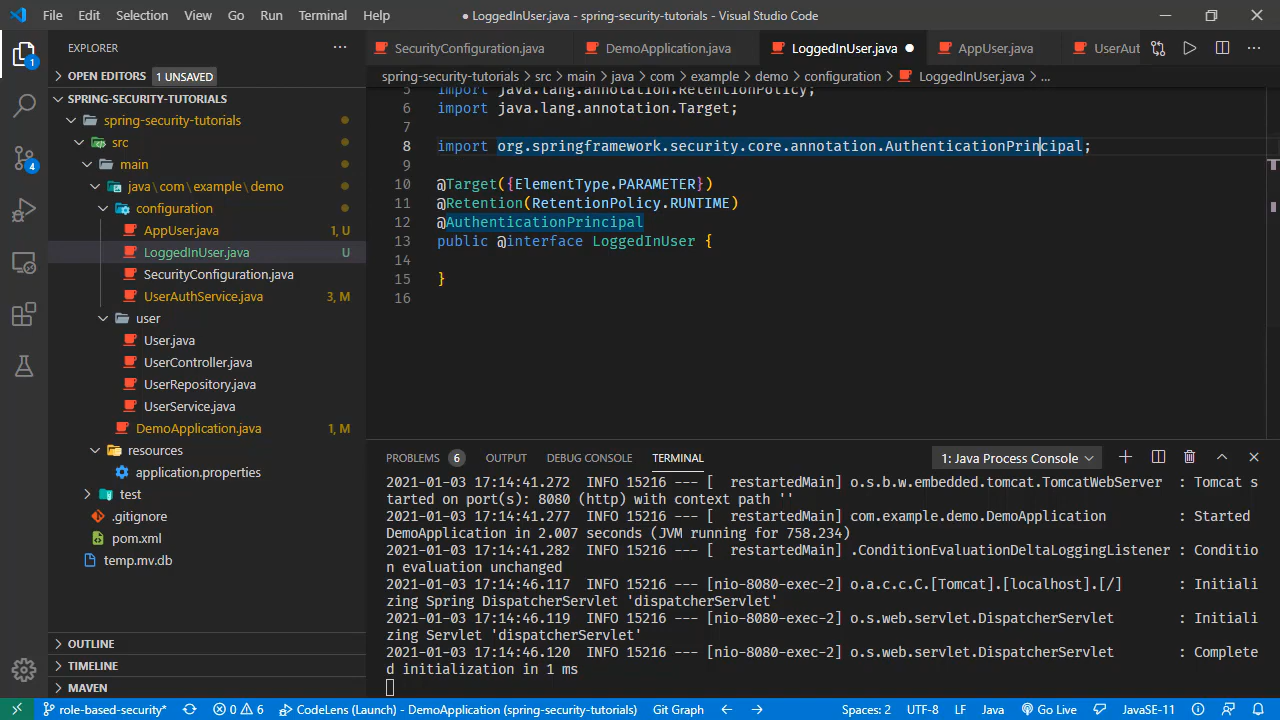 File Edit Selection View Go Run Terminal Help
● LoggedInUser.java - spring-security-tutorials - Visual Studio Code
EXPLORER
OPEN EDITORS 1 UNSAVED
SPRING-SECURITY-TUTORIALS
spring-security-tutorials
src
main
java\com\example\demo
configuration
AppUser.java 1, U
LoggedInUser.java U
SecurityConfiguration.java
UserAuthService.java 3, M
user
User.java
UserController.java
UserRepository.java
UserService.java
DemoApplication.java 1, M
resources
application.properties
test
.gitignore
pom.xml
temp.mv.db
OUTLINE
TIMELINE
MAVEN
1
4
SecurityConfiguration.java DemoApplication.java LoggedInUser.java ● AppUser.java UserAut
spring-security-tutorials > src > main > java > com > example > demo > configuration > LoggedInUser.java > ...
5 import java.lang.annotation.RetentionPolicy;
6 import java.lang.annotation.Target;
7
8 import org.springframework.security.core.annotation.AuthenticationPrincipal;
9
10 @Target({ElementType.PARAMETER})
11 @Retention(RetentionPolicy.RUNTIME)
12 @AuthenticationPrincipal
13 public @interface LoggedInUser {
14
15 }
16
PROBLEMS 6 OUTPUT DEBUG CONSOLE TERMINAL 1: Java Process Console
2021-01-03 17:14:41.272  INFO 15216 --- [  restartedMain] o.s.b.w.embedded.tomcat.TomcatWebServer  : Tomcat s
tarted on port(s): 8080 (http) with context path ''
2021-01-03 17:14:41.277  INFO 15216 --- [  restartedMain] com.example.demo.DemoApplication         : Started
DemoApplication in 2.007 seconds (JVM running for 758.234)
2021-01-03 17:14:41.282  INFO 15216 --- [  restartedMain] .ConditionEvaluationDeltaLoggingListener : Conditio
n evaluation unchanged
2021-01-03 17:14:46.117  INFO 15216 --- [nio-8080-exec-2] o.a.c.c.C.[Tomcat].[localhost].[/]       : Initiali
zing Spring DispatcherServlet 'dispatcherServlet'
2021-01-03 17:14:46.119  INFO 15216 --- [nio-8080-exec-2] o.s.web.servlet.DispatcherServlet        : Initiali
zing Servlet 'dispatcherServlet'
2021-01-03 17:14:46.120  INFO 15216 --- [nio-8080-exec-2] o.s.web.servlet.DispatcherServlet        : Complete
d initialization in 1 ms
role-based-security* 0 6 CodeLens (Launch) - DemoApplication (spring-security-tutorials) Git Graph Spaces: 2 UTF-8 LF Java Go Live JavaSE-11